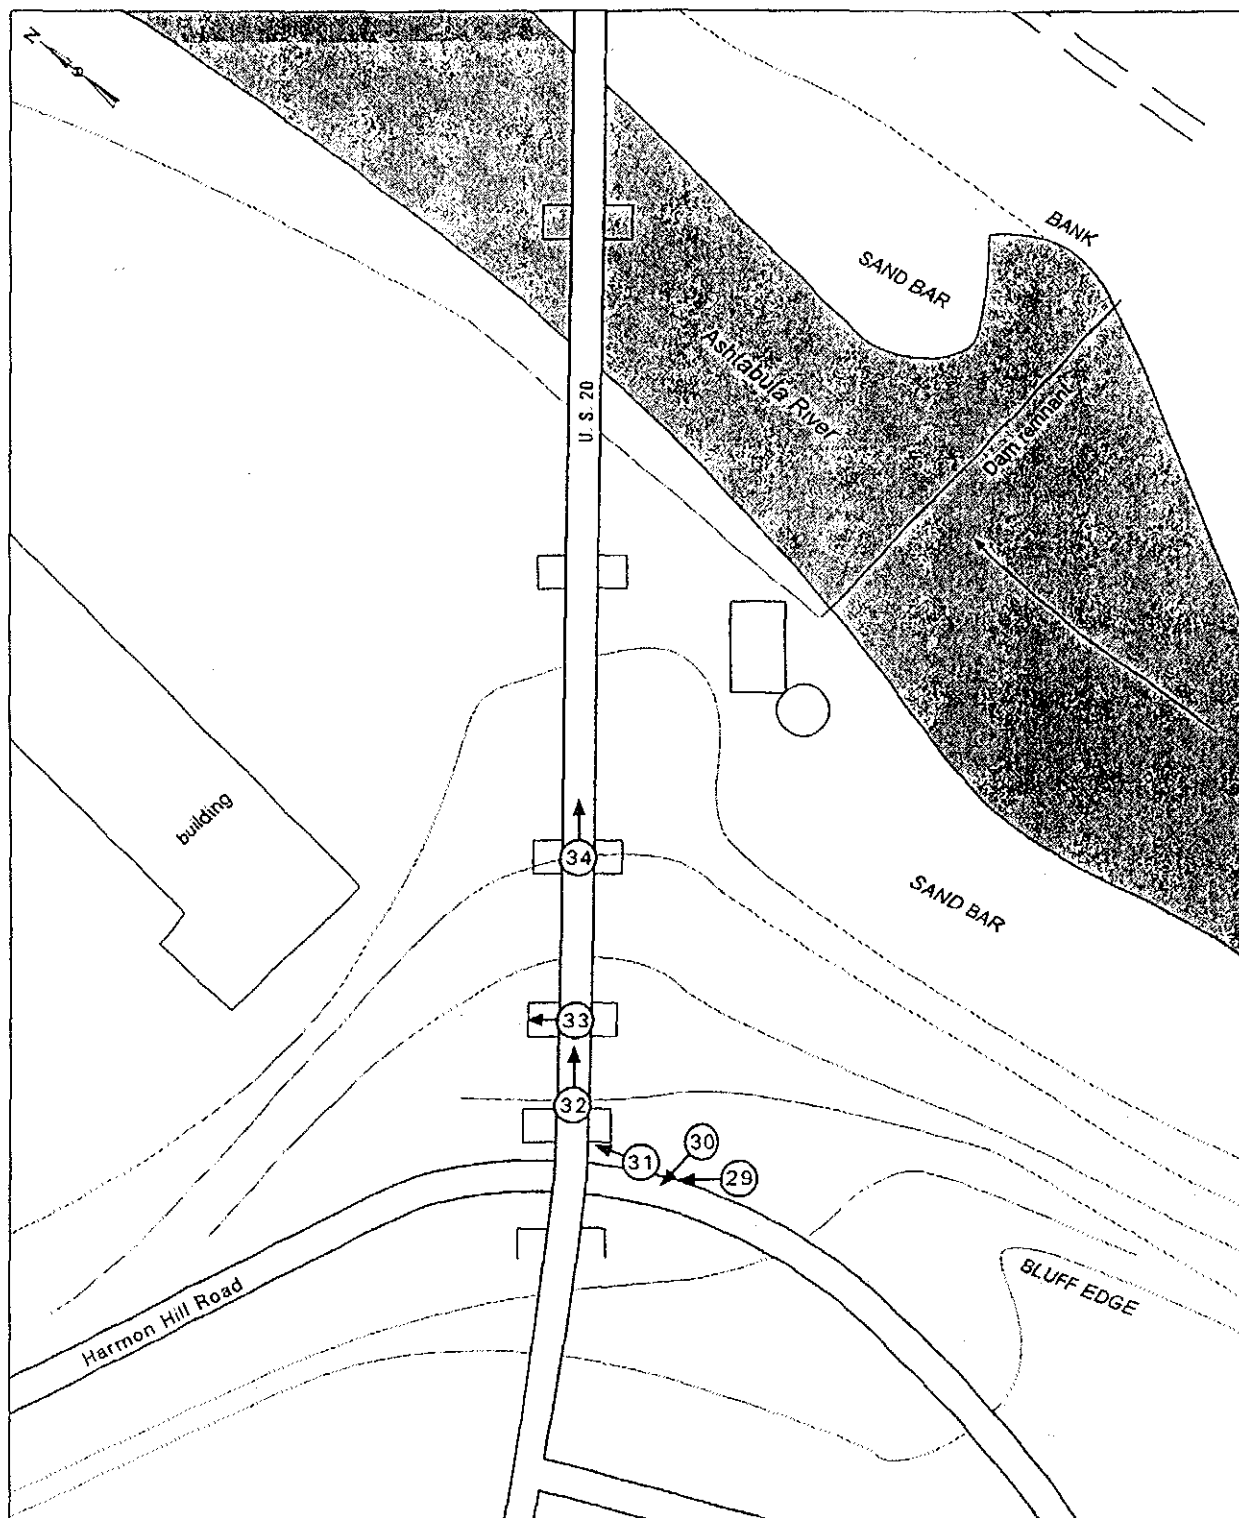 N
BANK
SAND BAR
Ashtabula River
U.S. 20
Dam remnant
building
34
SAND BAR
33
32
30
31
29
BLUFF EDGE
Harmon Hill Road